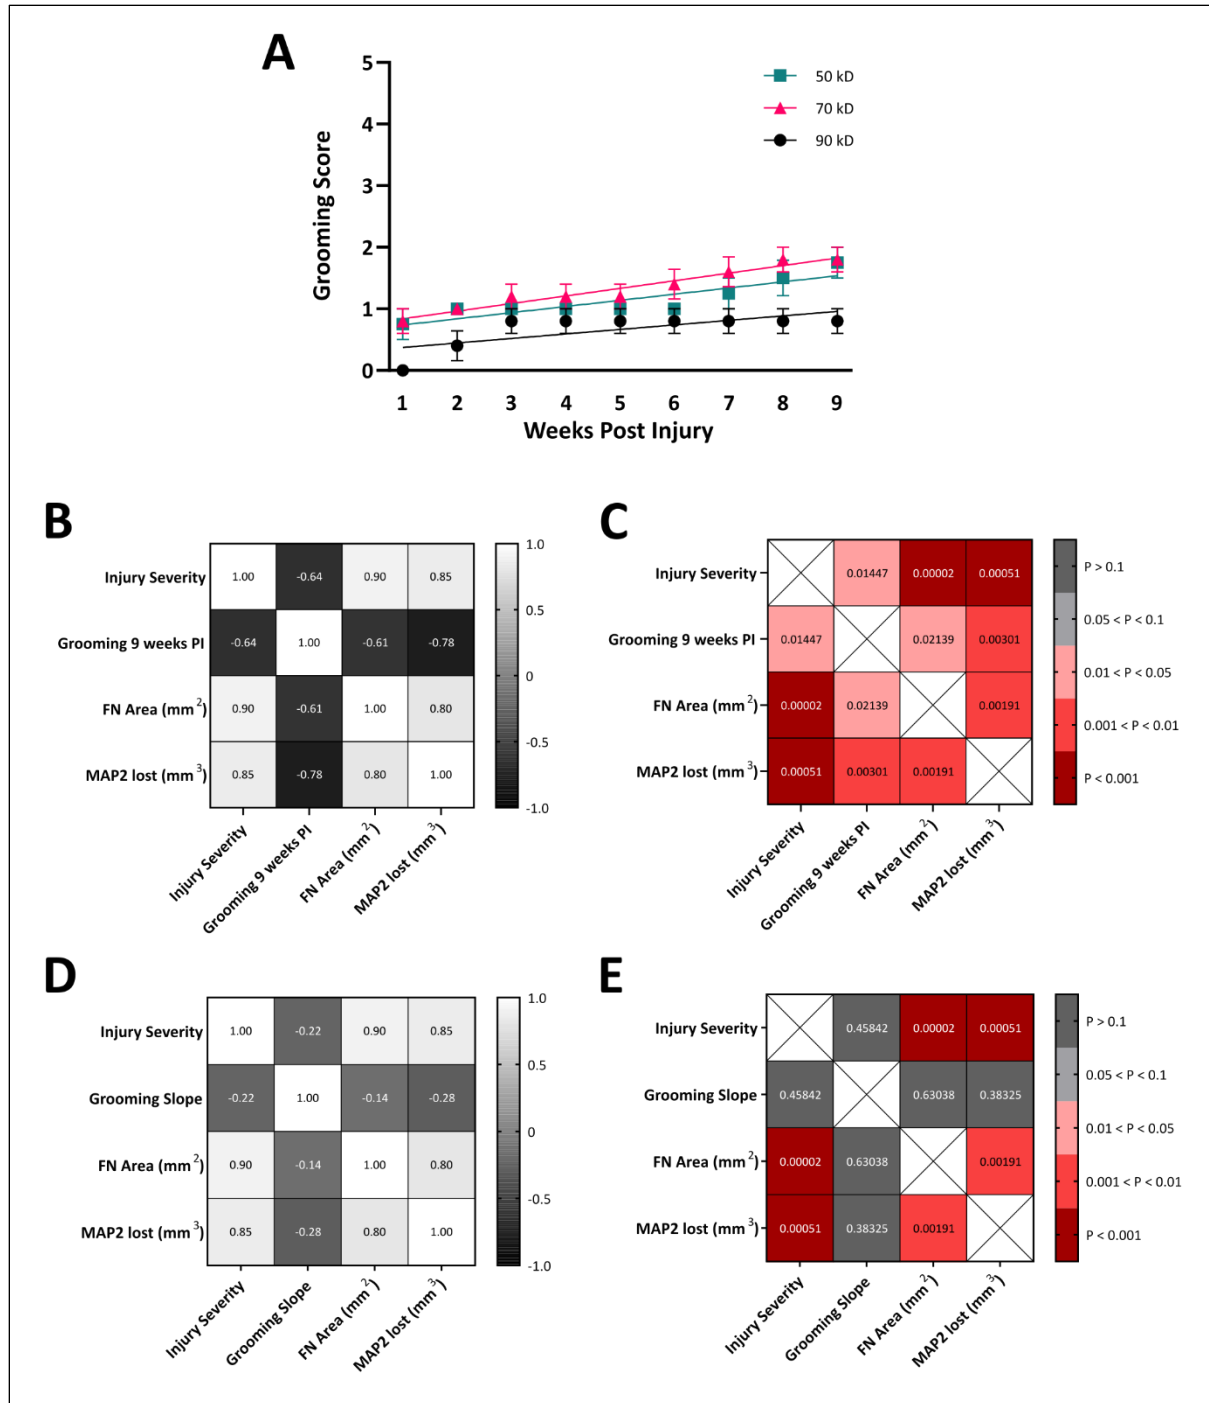 A
5
4
3
2
1
0
Grooming Score
50 kD
70 kD
90 kD
1 2 3 4 5 6 7 8 9
Weeks Post Injury
B
Injury Severity 1.00 -0.64 0.90 0.85
Grooming 9 weeks PI -0.64 1.00 -0.61 -0.78
FN Area (mm²) 0.90 -0.61 1.00 0.80
MAP2 lost (mm³) 0.85 -0.78 0.80 1.00
Injury Severity
Grooming 9 weeks PI
FN Area (mm²)
MAP2 lost (mm³)
1.0
0.5
0
-0.5
-1.0
C
Injury Severity 0.01447 0.00002 0.00051
Grooming 9 weeks PI 0.01447 0.02139 0.00301
FN Area (mm²) 0.00002 0.02139 0.00191
MAP2 lost (mm³) 0.00051 0.00301 0.00191
Injury Severity
Grooming 9 weeks PI
FN Area (mm²)
MAP2 lost (mm³)
P > 0.1
0.05 < P < 0.1
0.01 < P < 0.05
0.001 < P < 0.01
P < 0.001
D
Injury Severity 1.00 -0.22 0.90 0.85
Grooming Slope -0.22 1.00 -0.14 -0.28
FN Area (mm²) 0.90 -0.14 1.00 0.80
MAP2 lost (mm³) 0.85 -0.28 0.80 1.00
Injury Severity
Grooming Slope
FN Area (mm²)
MAP2 lost (mm³)
1.0
0.5
0
-0.5
-1.0
E
Injury Severity 0.45842 0.00002 0.00051
Grooming Slope 0.45842 0.63038 0.38325
FN Area (mm²) 0.00002 0.63038 0.00191
MAP2 lost (mm³) 0.00051 0.38325 0.00191
Injury Severity
Grooming Slope
FN Area (mm²)
MAP2 lost (mm³)
P > 0.1
0.05 < P < 0.1
0.01 < P < 0.05
0.001 < P < 0.01
P < 0.001